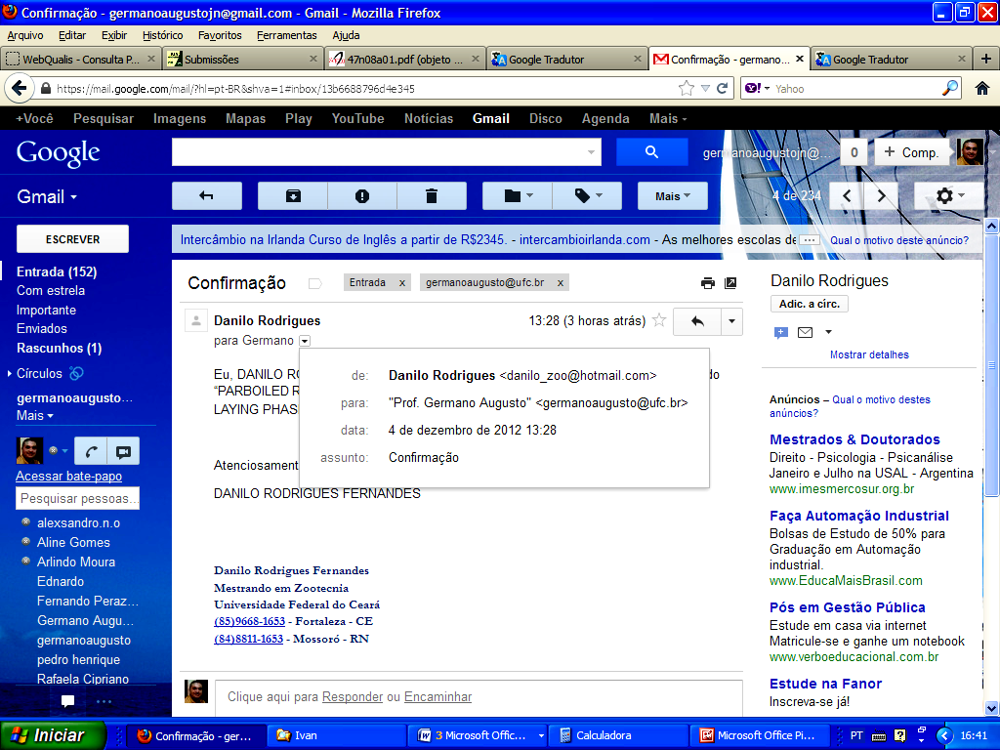 Confirmação - germanoaugustojn@gmail.com - Gmail - Mozilla Firefox
Arquivo Editar Exibir Histórico Favoritos Ferramentas Ajuda
WebQualis - Consulta P... × Submissões × 47n08a01.pdf (objeto ... × Google Tradutor × Confirmação - germano... × Google Tradutor × +
https://mail.google.com/mail/?hl=pt-BR&shva=1#inbox/13b6688796d4e345 Yahoo
+Você Pesquisar Imagens Mapas Play YouTube Notícias Gmail Disco Agenda Mais
Google germanoaugustojn@... 0 + Comp.
Gmail Mais 4 de 234
ESCREVER
Entrada (152)
Com estrela
Importante
Enviados
Rascunhos (1)
Círculos
germanoaugusto...
Mais
Acessar bate-papo
Pesquisar pessoas...
alexsandro.n.o
Aline Gomes
Arlindo Moura
Ednardo
Fernando Peraz...
Germano Augu...
germanoaugusto
pedro henrique
Rafaela Cipriano
Intercâmbio na Irlanda Curso de Inglês a partir de R$2345. - intercambioirlanda.com - As melhores escolas de ... Qual o motivo deste anúncio?
Confirmação Entrada x germanoaugusto@ufc.br x
Danilo Rodrigues 13:28 (3 horas atrás)
para Germano
Eu, DANILO RO do
“PARBOILED R
LAYING PHAS
de: Danilo Rodrigues <danilo_zoo@hotmail.com>
para: "Prof. Germano Augusto" <germanoaugusto@ufc.br>
data: 4 de dezembro de 2012 13:28
assunto: Confirmação
Atenciosament
DANILO RODRIGUES FERNANDES
Danilo Rodrigues Fernandes
Mestrando em Zootecnia
Universidade Federal do Ceará
(85)9668-1653 - Fortaleza - CE
(84)8811-1653 - Mossoró - RN
Clique aqui para Responder ou Encaminhar
Danilo Rodrigues
Adic. a círc.
Mostrar detalhes
Anúncios – Qual o motivo destes
anúncios?
Mestrados & Doutorados
Direito - Psicologia - Psicanálise
Janeiro e Julho na USAL - Argentina
www.imesmercosur.org.br
Faça Automação Industrial
Bolsas de Estudo de 50% para
Graduação em Automação
industrial.
www.EducaMaisBrasil.com
Pós em Gestão Pública
Estude em casa via internet
Matricule-se e ganhe um notebook
www.verboeducacional.com.br
Estude na Fanor
Inscreva-se já!
Iniciar Confirmação - ger... Ivan 3 Microsoft Offic... Calculadora Microsoft Office Pi... PT 16:41